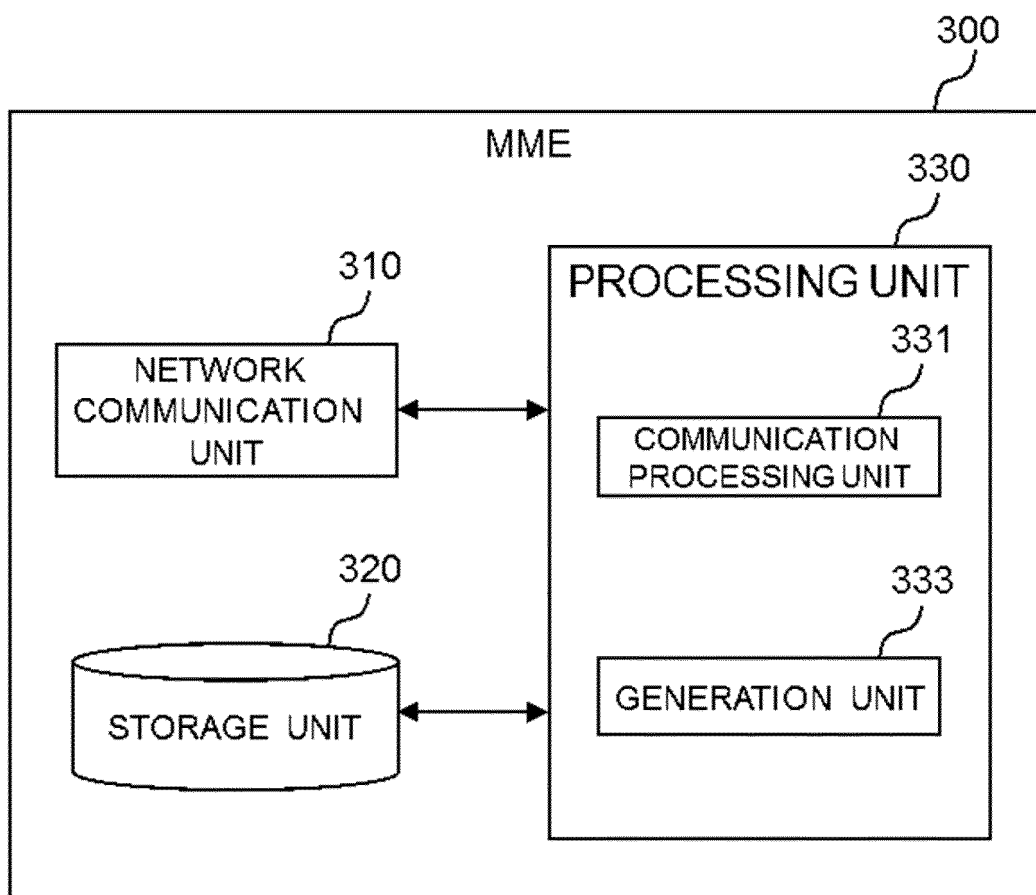 300
MME
330
PROCESSING UNIT
310
NETWORK
COMMUNICATION
UNIT
331
COMMUNICATION
PROCESSING UNIT
320
STORAGE UNIT
333
GENERATION UNIT